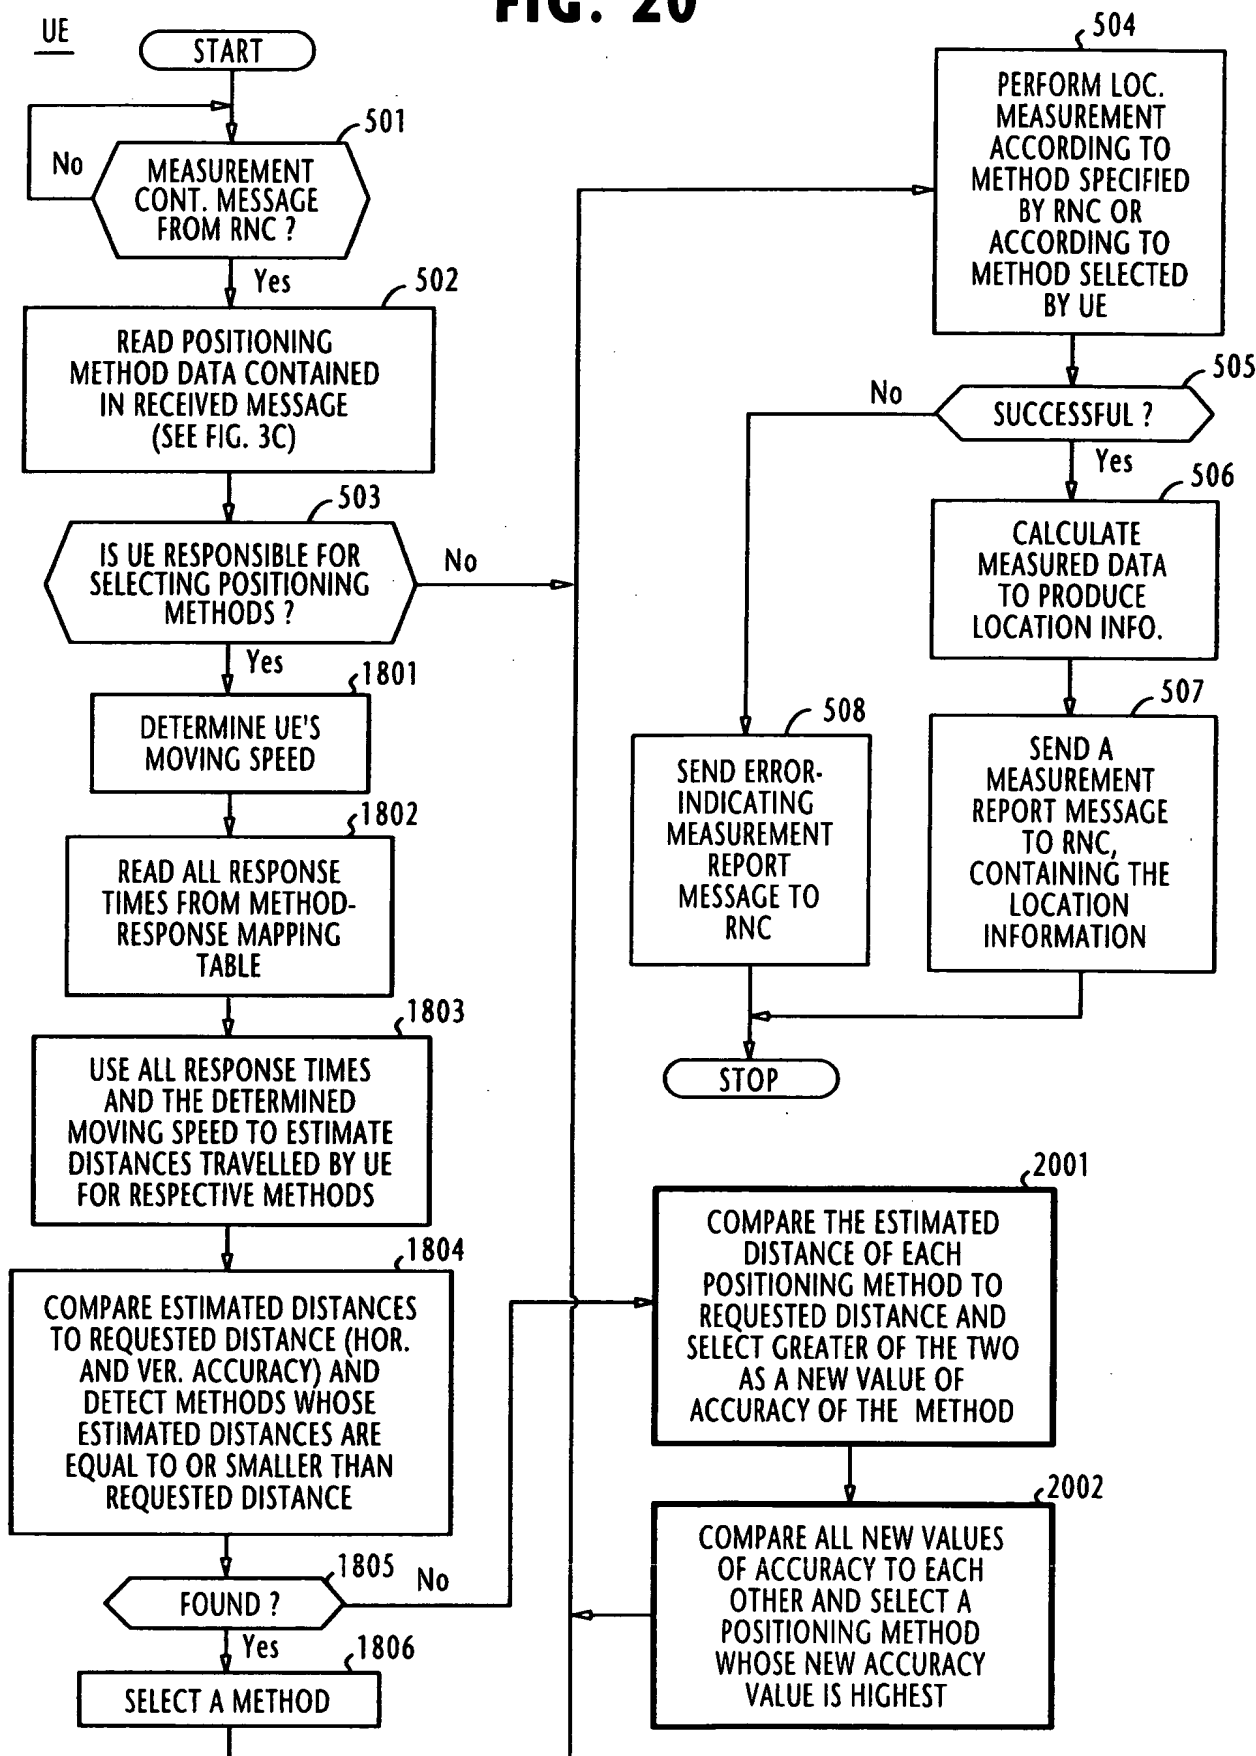 FIG. 20
UE
START
501
No
MEASUREMENT
CONT. MESSAGE
FROM RNC ?
Yes
502
READ POSITIONING
METHOD DATA CONTAINED
IN RECEIVED MESSAGE
(SEE FIG. 3C)
503
IS UE RESPONSIBLE FOR
SELECTING POSITIONING
METHODS ?
No
Yes
1801
DETERMINE UE'S
MOVING SPEED
1802
READ ALL RESPONSE
TIMES FROM METHOD-
RESPONSE MAPPING
TABLE
1803
USE ALL RESPONSE TIMES
AND THE DETERMINED
MOVING SPEED TO ESTIMATE
DISTANCES TRAVELLED BY UE
FOR RESPECTIVE METHODS
1804
COMPARE ESTIMATED DISTANCES
TO REQUESTED DISTANCE (HOR.
AND VER. ACCURACY) AND
DETECT METHODS WHOSE
ESTIMATED DISTANCES ARE
EQUAL TO OR SMALLER THAN
REQUESTED DISTANCE
1805
FOUND ?
No
Yes
1806
SELECT A METHOD
504
PERFORM LOC.
MEASUREMENT
ACCORDING TO
METHOD SPECIFIED
BY RNC OR
ACCORDING TO
METHOD SELECTED
BY UE
505
No
SUCCESSFUL ?
Yes
506
CALCULATE
MEASURED DATA
TO PRODUCE
LOCATION INFO.
507
SEND A
MEASUREMENT
REPORT MESSAGE
TO RNC,
CONTAINING THE
LOCATION
INFORMATION
508
SEND ERROR-
INDICATING
MEASUREMENT
REPORT
MESSAGE TO
RNC
STOP
2001
COMPARE THE ESTIMATED
DISTANCE OF EACH
POSITIONING METHOD TO
REQUESTED DISTANCE AND
SELECT GREATER OF THE TWO
AS A NEW VALUE OF
ACCURACY OF THE METHOD
2002
COMPARE ALL NEW VALUES
OF ACCURACY TO EACH
OTHER AND SELECT A
POSITIONING METHOD
WHOSE NEW ACCURACY
VALUE IS HIGHEST